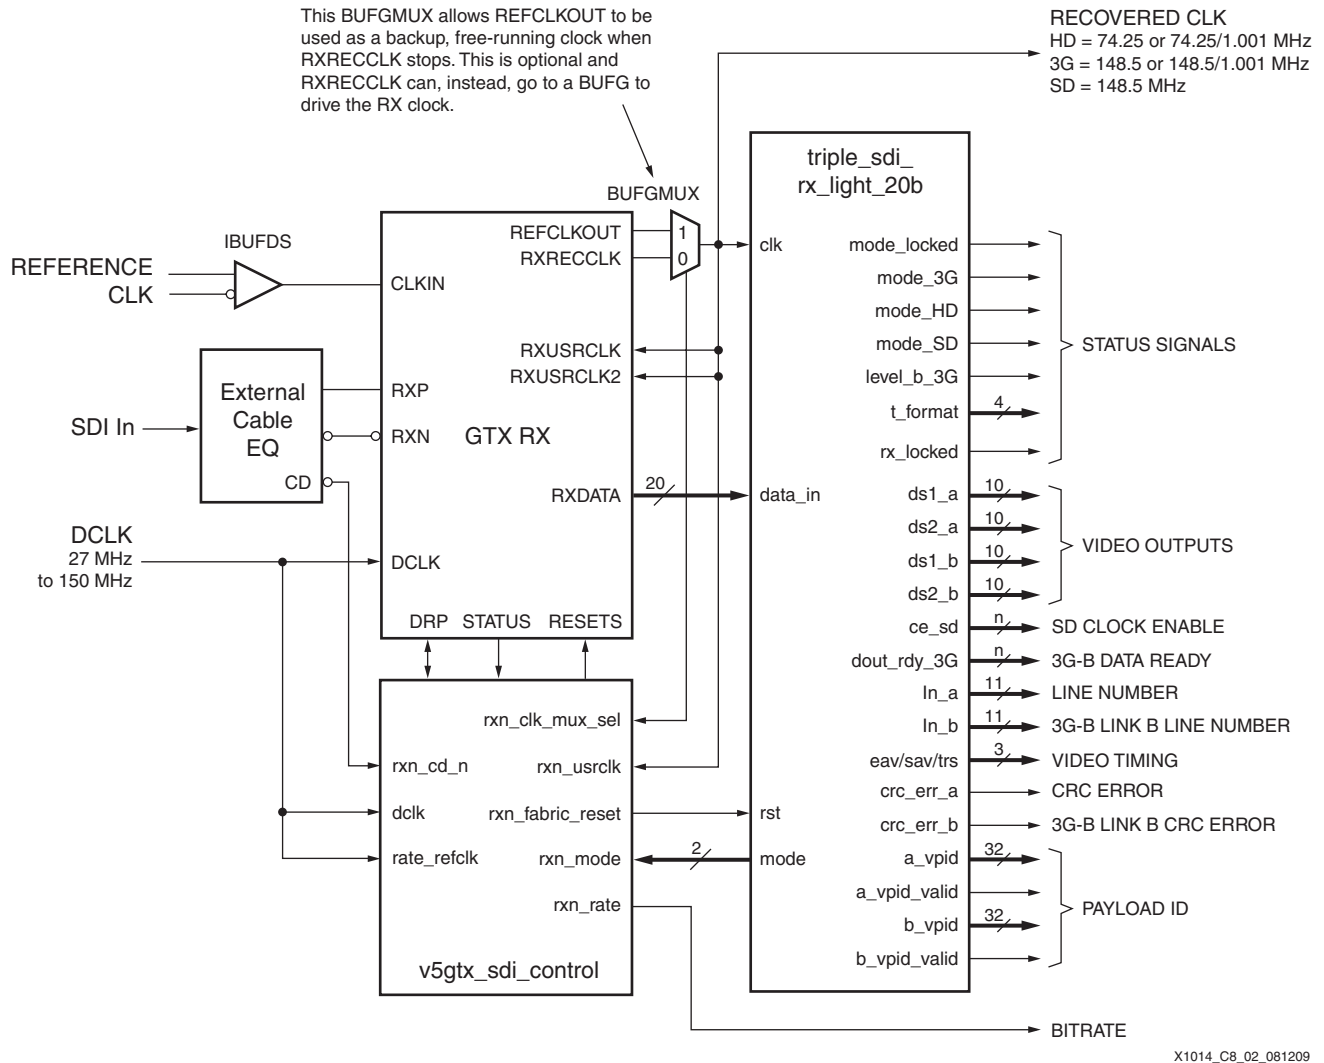 This BUFGMUX allows REFCLKOUT to be
used as a backup, free-running clock when
RXRECCLK stops. This is optional and
RXRECCLK can, instead, go to a BUFG to
drive the RX clock.
RECOVERED CLK
HD = 74.25 or 74.25/1.001 MHz
3G = 148.5 or 148.5/1.001 MHz
SD = 148.5 MHz
BUFGMUX
1
0
IBUFDS
REFERENCE
CLK
SDI In
External
Cable
EQ
CD
DCLK
27 MHz
to 150 MHz
GTX RX
CLKIN
RXP
RXN
DCLK
REFCLKOUT
RXRECCLK
RXUSRCLK
RXUSRCLK2
RXDATA
20
DRP
STATUS
RESETS
rxn_clk_mux_sel
rxn_cd_n
rxn_usrclk
dclk
rxn_fabric_reset
rate_refclk
rxn_mode
2
rxn_rate
v5gtx_sdi_control
triple_sdi_
rx_light_20b
clk
data_in
rst
mode
mode_locked
mode_3G
mode_HD
mode_SD
level_b_3G
t_format
4
rx_locked
STATUS SIGNALS
ds1_a
10
ds2_a
10
ds1_b
10
ds2_b
10
VIDEO OUTPUTS
ce_sd
n
SD CLOCK ENABLE
dout_rdy_3G
n
3G-B DATA READY
In_a
11
LINE NUMBER
In_b
11
3G-B LINK B LINE NUMBER
eav/sav/trs
3
VIDEO TIMING
crc_err_a
CRC ERROR
crc_err_b
3G-B LINK B CRC ERROR
a_vpid
32
a_vpid_valid
b_vpid
32
b_vpid_valid
PAYLOAD ID
BITRATE
X1014_C8_02_081209